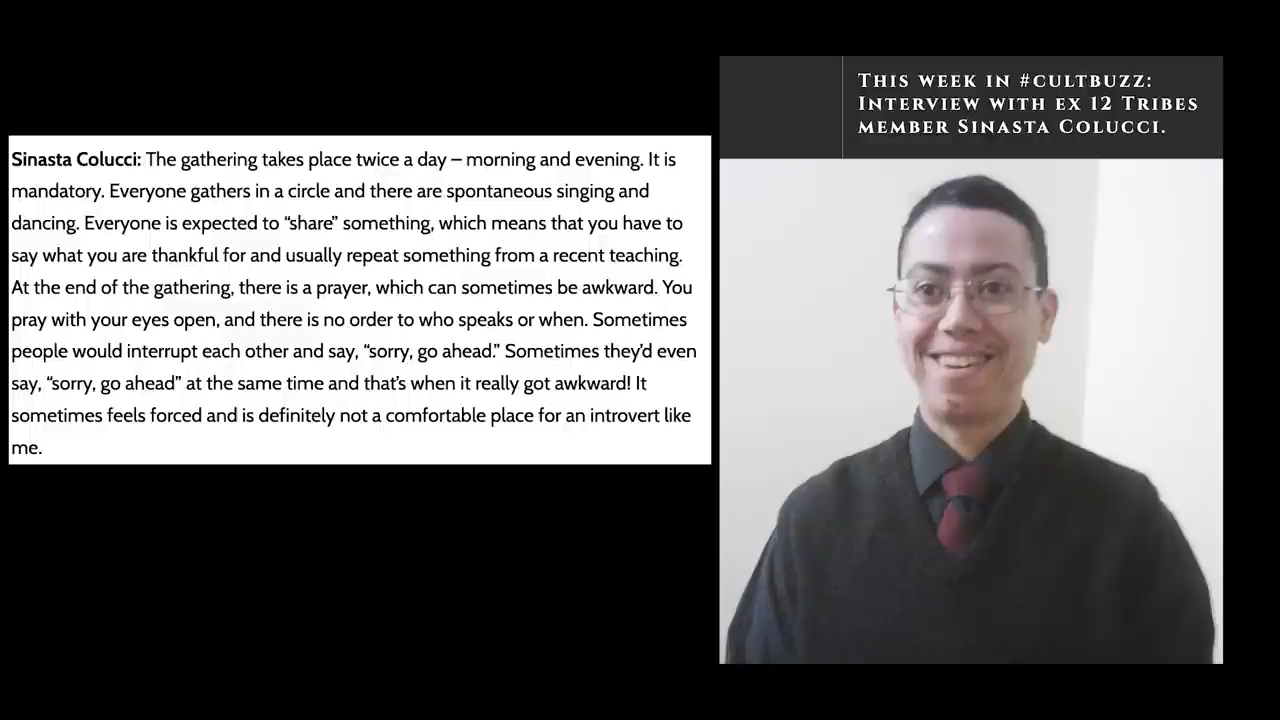 Sinasta Colucci: The gathering takes place twice a day – morning and evening. It is
mandatory. Everyone gathers in a circle and there are spontaneous singing and
dancing. Everyone is expected to “share” something, which means that you have to
say what you are thankful for and usually repeat something from a recent teaching.
At the end of the gathering, there is a prayer, which can sometimes be awkward. You
pray with your eyes open, and there is no order to who speaks or when. Sometimes
people would interrupt each other and say, “sorry, go ahead.” Sometimes they’d even
say, “sorry, go ahead” at the same time and that’s when it really got awkward! It
sometimes feels forced and is definitely not a comfortable place for an introvert like
me.
This week in #cultbuzz:
Interview with ex 12 Tribes
member Sinasta Colucci.